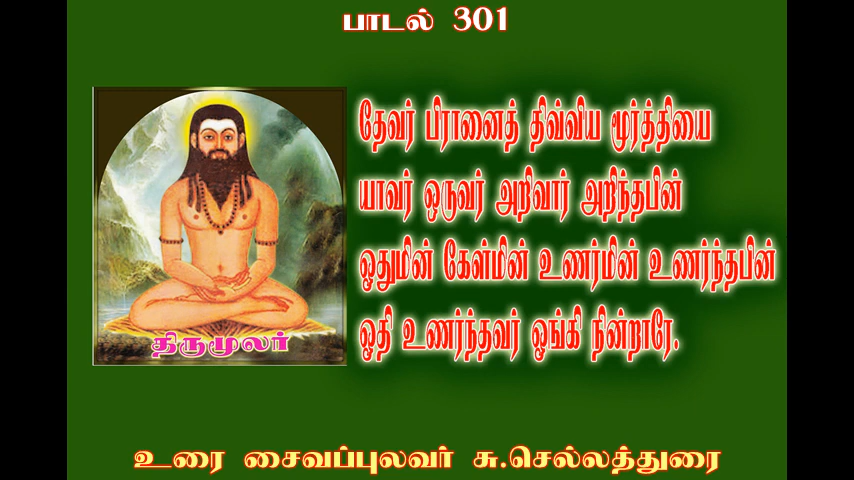 பாடல் 301
தேவர் பிரானைத் திவ்விய மூர்த்தியை
யாவர் ஒருவர் அறிவார் அறிந்தபின்
ஓதுமின் கேள்மின் உணர்மின் உணர்ந்தபின்
ஓதி உணர்ந்தவர் ஓங்கி நின்றாரே.
திருமூலர்
உரை சைவப்புலவர் சு.செல்லத்துரை